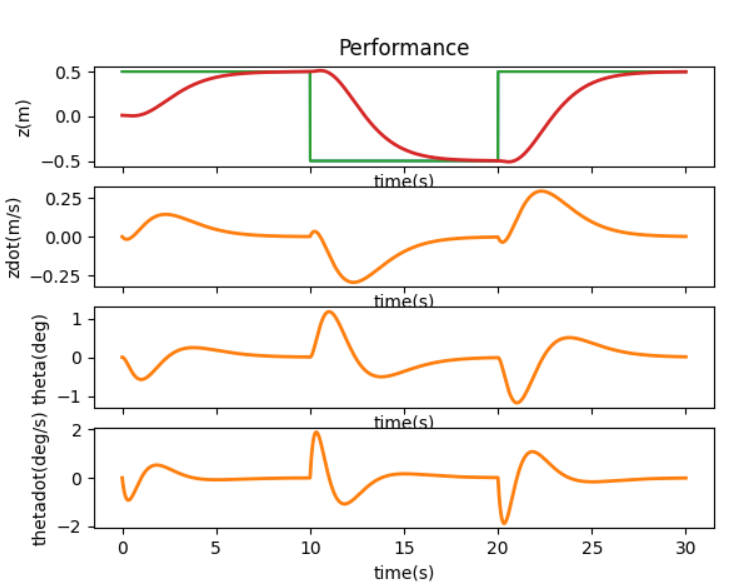 Performance
z(m)
0.5
0.0
−0.5
time(s)
zdot(m/s)
0.25
0.00
−0.25
time(s)
theta(deg)
1
0
−1
time(s)
thetadot(deg/s)
2
0
−2
0 5 10 15 20 25 30
time(s)